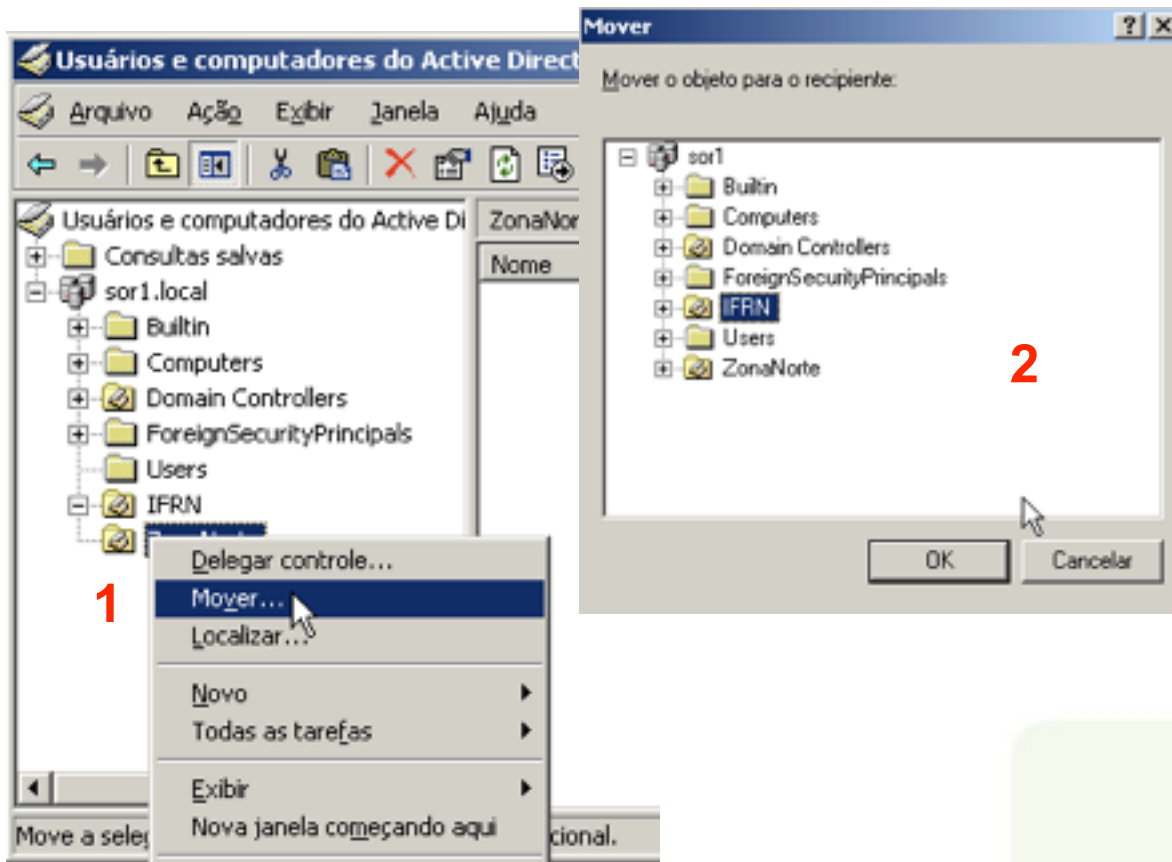 Usuários e computadores do Active Direct
Arquivo Ação Exibir Janela Ajuda
Usuários e computadores do Active Di
Consultas salvas
sor1.local
Builtin
Computers
Domain Controllers
ForeignSecurityPrincipals
Users
IFRN
ZonaNor
Nome
1
Delegar controle...
Mover...
Localizar...
Novo
Todas as tarefas
Exibir
Nova janela começando aqui
Move a seleç
cional.
Mover
Mover o objeto para o recipiente:
sor1
Builtin
Computers
Domain Controllers
ForeignSecurityPrincipals
IFRN
Users
ZonaNorte
2
OK Cancelar